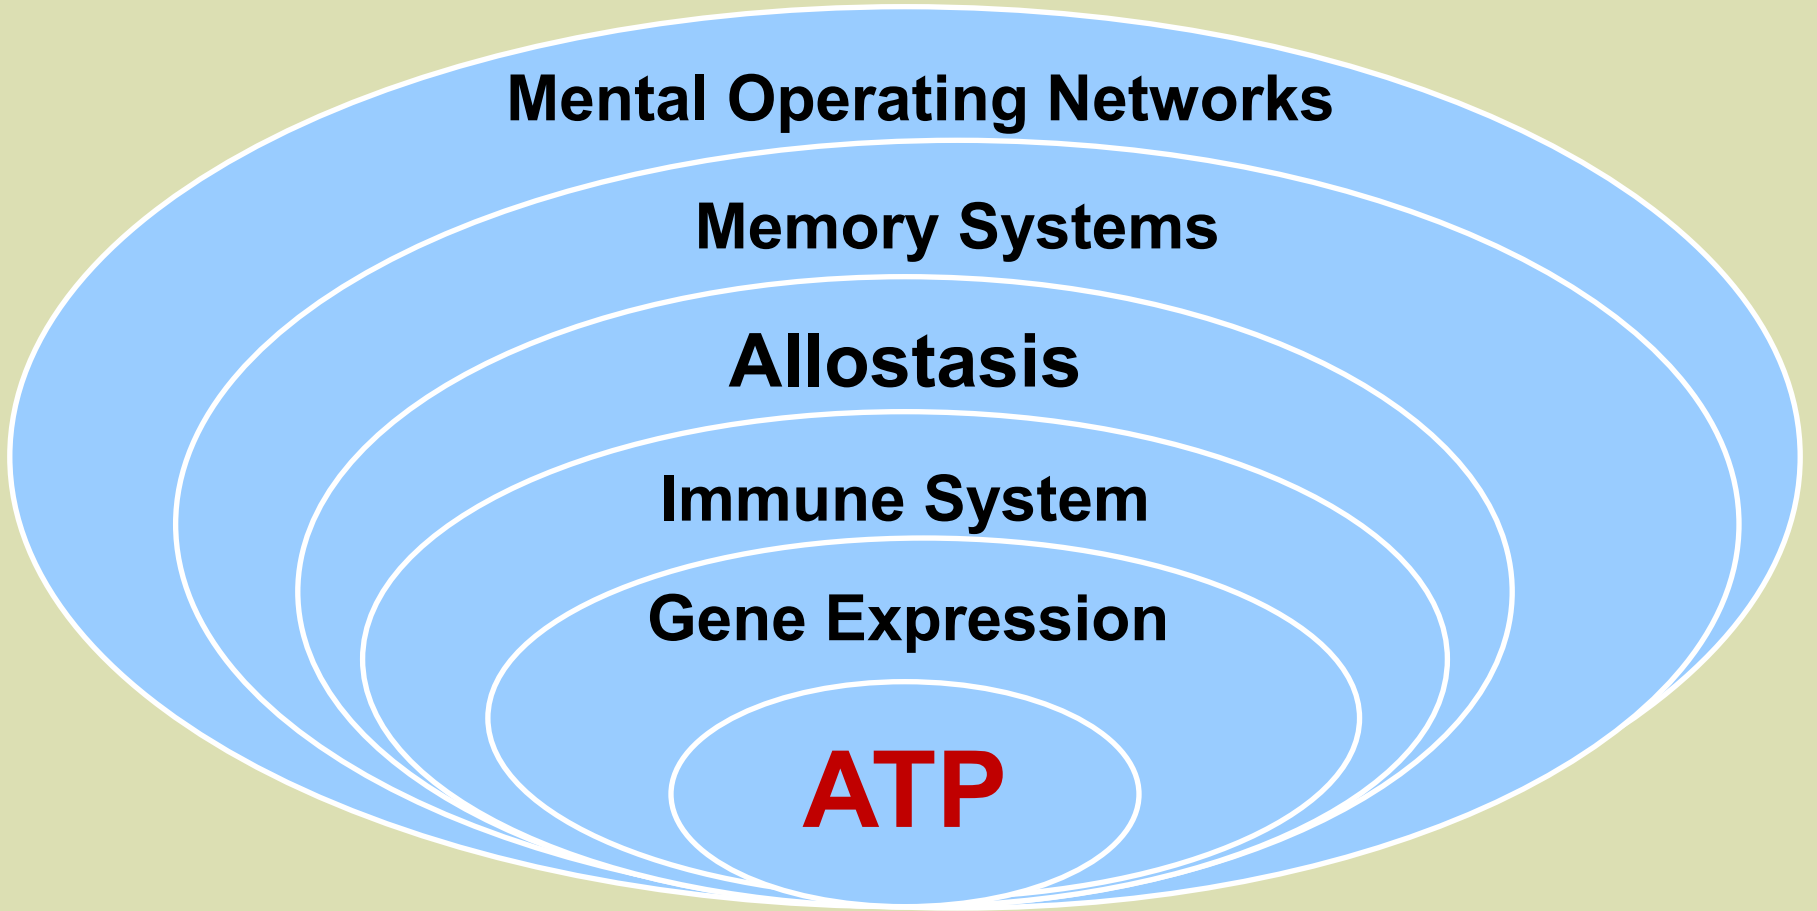 Mental Operating Networks
Memory Systems
Allostasis
Immune System
Gene Expression
ATP